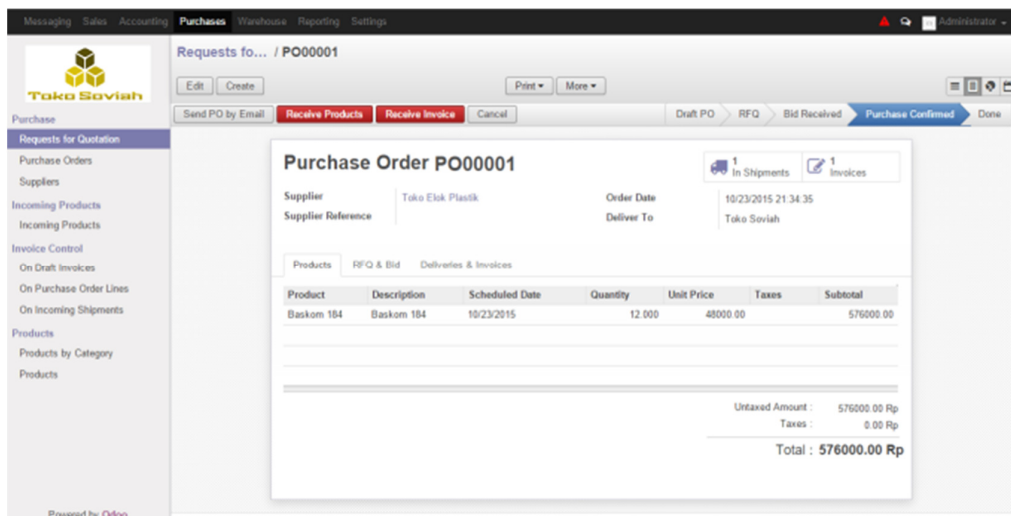 Messaging Sales Accounting Purchases Warehouse Reporting Settings Administrator
Toko Soviah
Requests fo... / PO00001
Edit Create Print More
Send PO by Email Receive Products Receive Invoice Cancel Draft PO RFQ Bid Received Purchase Confirmed Done
Purchase
Requests for Quotation
Purchase Orders
Suppliers
Incoming Products
Incoming Products
Invoice Control
On Draft Invoices
On Purchase Order Lines
On Incoming Shipments
Products
Products by Category
Products
Powered by Odoo
Purchase Order PO00001
1 In Shipments
1 Invoices
Supplier Toko Elok Plastik Order Date 10/23/2015 21:34:35
Supplier Reference Deliver To Toko Soviah
Products RFQ & Bid Deliveries & Invoices
Product Description Scheduled Date Quantity Unit Price Taxes Subtotal
Baskom 184 Baskom 184 10/23/2015 12.000 48000.00 576000.00
Untaxed Amount : 576000.00 Rp
Taxes : 0.00 Rp
Total : 576000.00 Rp